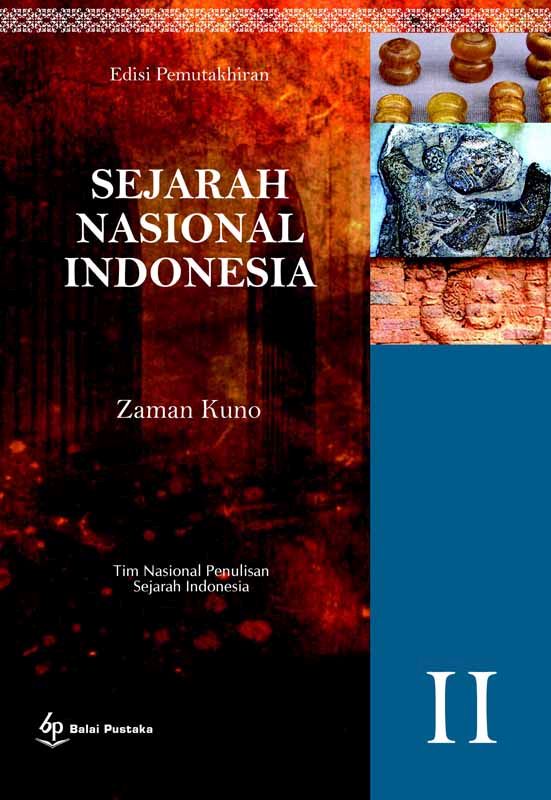 Edisi Pemutakhiran
SEJARAH
NASIONAL
INDONESIA
Zaman Kuno
Tim Nasional Penulisan
Sejarah Indonesia
bp Balai Pustaka
II